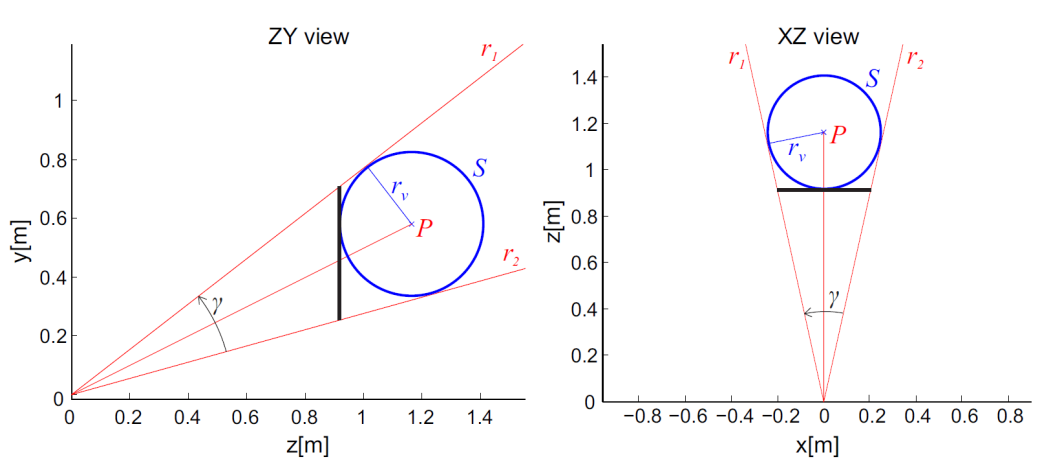 ZY view
r1
1
0.8
S
rv
0.6
P
y[m]
r2
0.4
γ
0.2
0
0 0.2 0.4 0.6 0.8 1 1.2 1.4
z[m]
XZ view
r1 r2
1.4
S
1.2
P
rv
1
z[m]
0.8
0.6
0.4
γ
0.2
0
−0.8 −0.6 −0.4 −0.2 0 0.2 0.4 0.6 0.8
x[m]